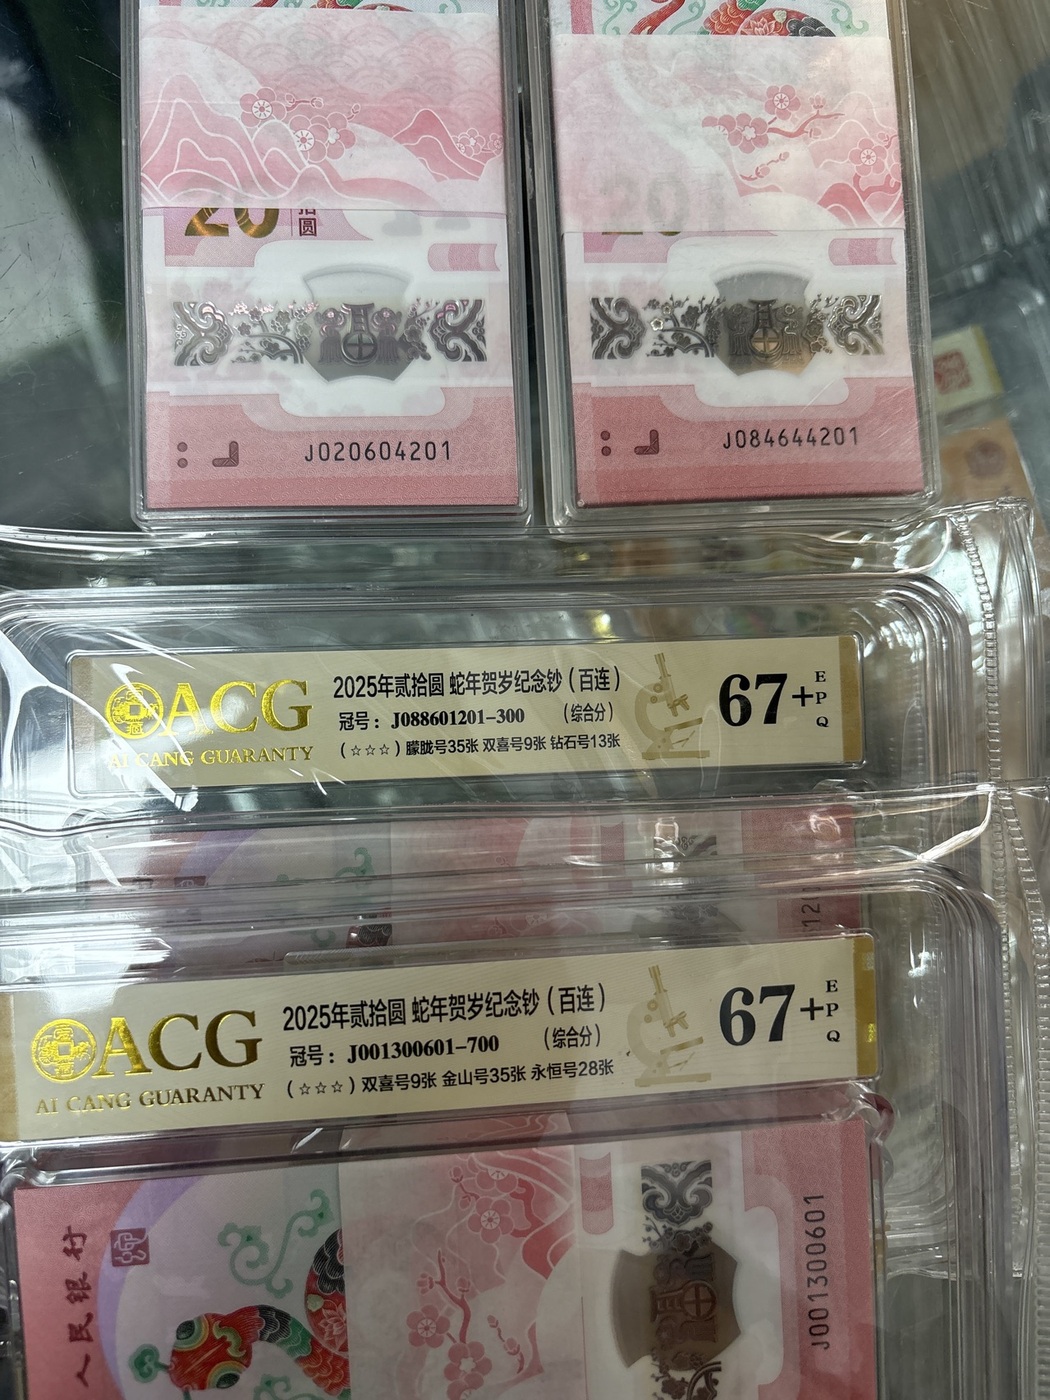 20
拾
圆
J020604201
J084644201
ACG
AI CANG GUARANTY
2025年贰拾圆 蛇年贺岁纪念钞（百连）
冠号：J088601201-300 （综合分）
（☆☆☆）朦胧号35张 双喜号9张 钻石号13张
67+
E
P
Q
ACG
AI CANG GUARANTY
2025年贰拾圆 蛇年贺岁纪念钞（百连）
冠号：J001300601-700 （综合分）
（☆☆☆）双喜号9张 金山号35张 永恒号28张
67+
E
P
Q
人民银行
J001300601